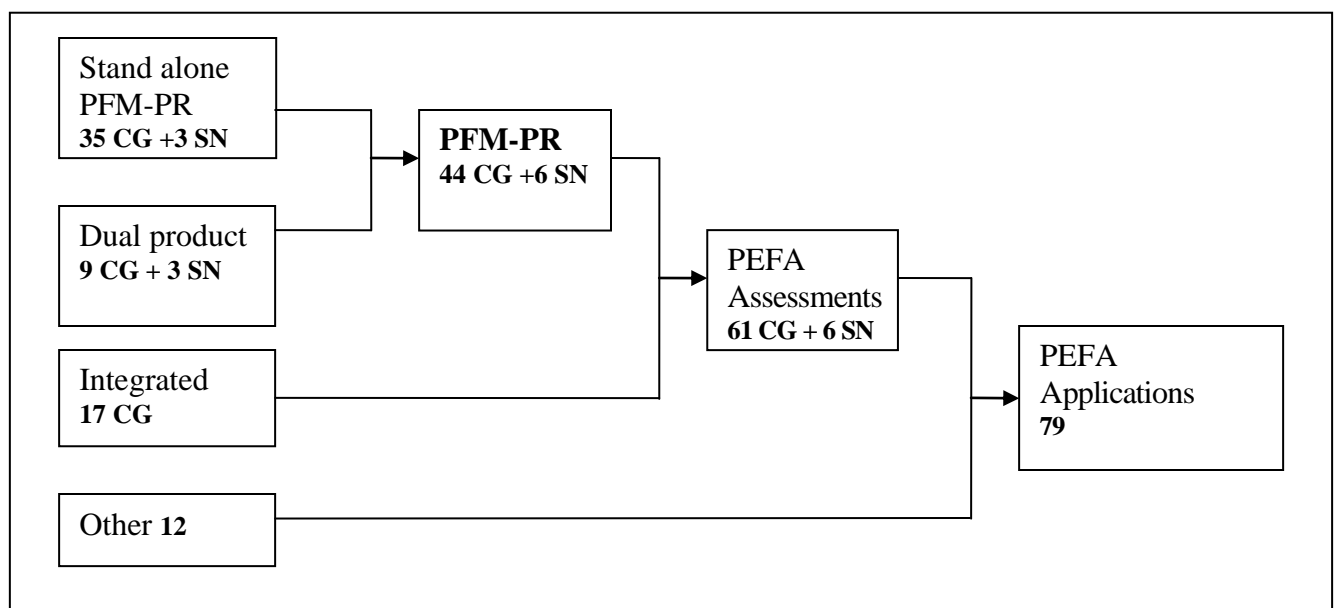 Stand alone
PFM-PR
35 CG +3 SN
Dual product
9 CG + 3 SN
Integrated
17 CG
Other 12
PFM-PR
44 CG +6 SN
PEFA
Assessments
61 CG + 6 SN
PEFA
Applications
79